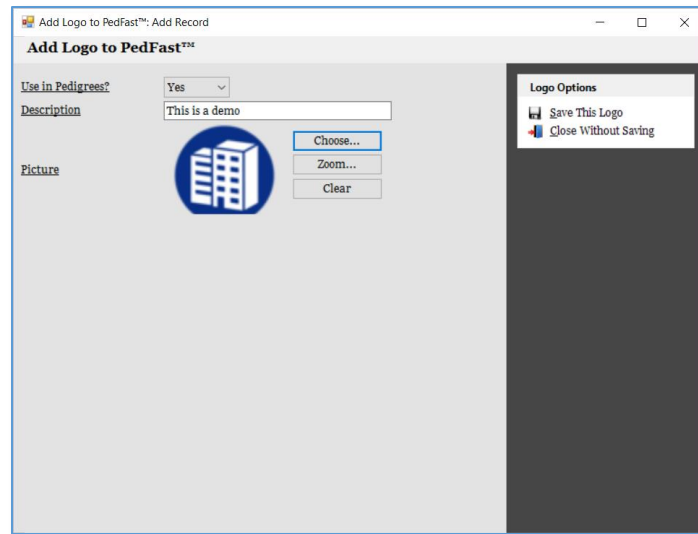 Add Logo to PedFast™: Add Record
Add Logo to PedFast™
Use in Pedigrees? Yes
Description This is a demo
Picture
Choose...
Zoom...
Clear
Logo Options
Save This Logo
Close Without Saving